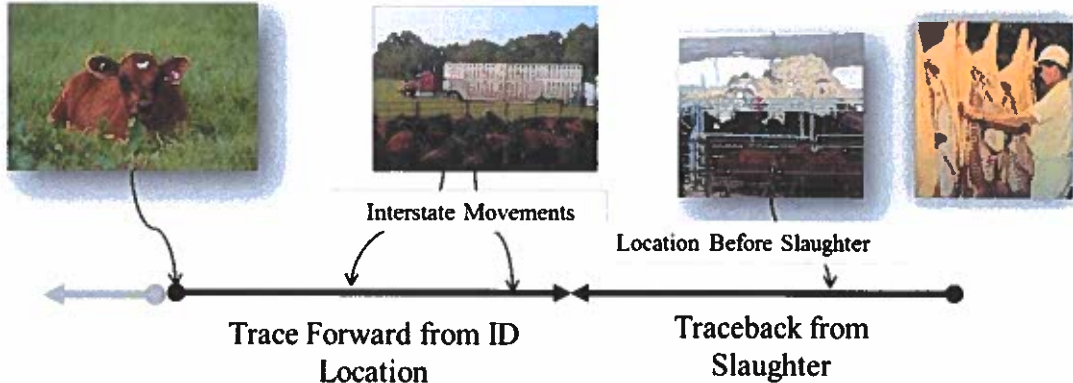 Interstate Movements
Location Before Slaughter
Trace Forward from ID
Location
Traceback from
Slaughter